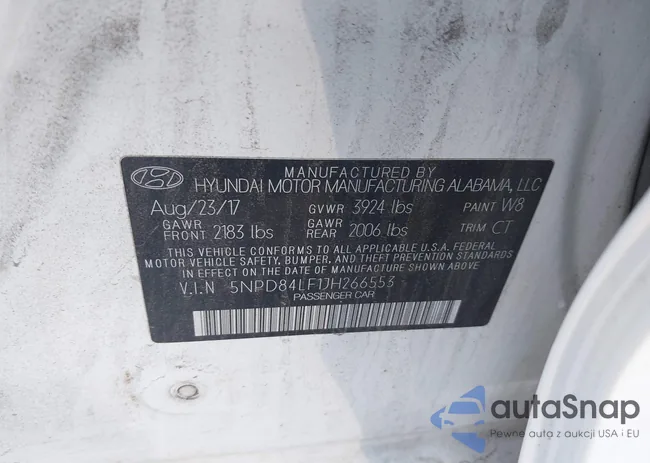 MANUFACTURED BY
HYUNDAI MOTOR MANUFACTURING ALABAMA, LLC
Aug/23/17 GVWR 3924 lbs PAINT W8
GAWR FRONT 2183 lbs GAWR REAR 2006 lbs TRIM CT
THIS VEHICLE CONFORMS TO ALL APPLICABLE U.S.A. FEDERAL
MOTOR VEHICLE SAFETY, BUMPER, AND THEFT PREVENTION STANDARDS
IN EFFECT ON THE DATE OF MANUFACTURE SHOWN ABOVE.
V.I.N 5NPD84LF1JH266553
PASSENGER CAR
autaSnap
Pewne auta z aukcji USA i EU